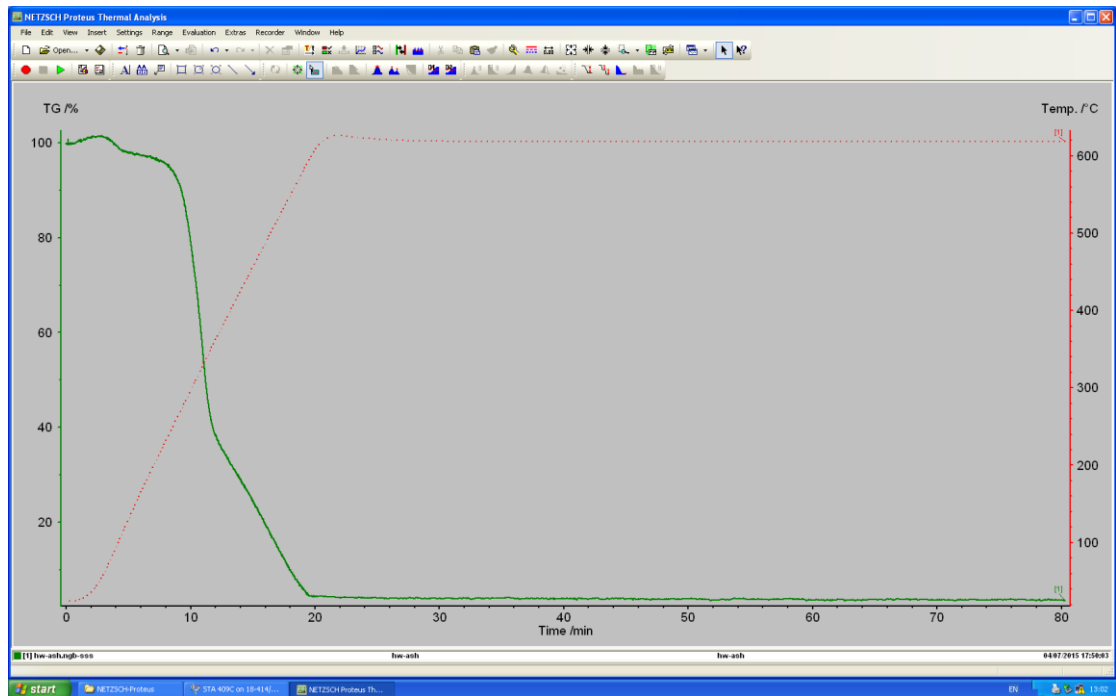 NETZSCH Proteus Thermal Analysis
File Edit View Insert Settings Range Evaluation Extras Recorder Window Help
Open...
TG /%
Temp. /°C
[1]
100
80
60
40
20
600
500
400
300
200
100
[1]
0 10 20 30 40 50 60 70 80
Time /min
[1] hw-ash.ngb-sss hw-ash hw-ash 04/07/2015 17:50:03
start NETZSCH-Proteus STA 409C on 18-414/... NETZSCH Proteus Th... EN 13:02